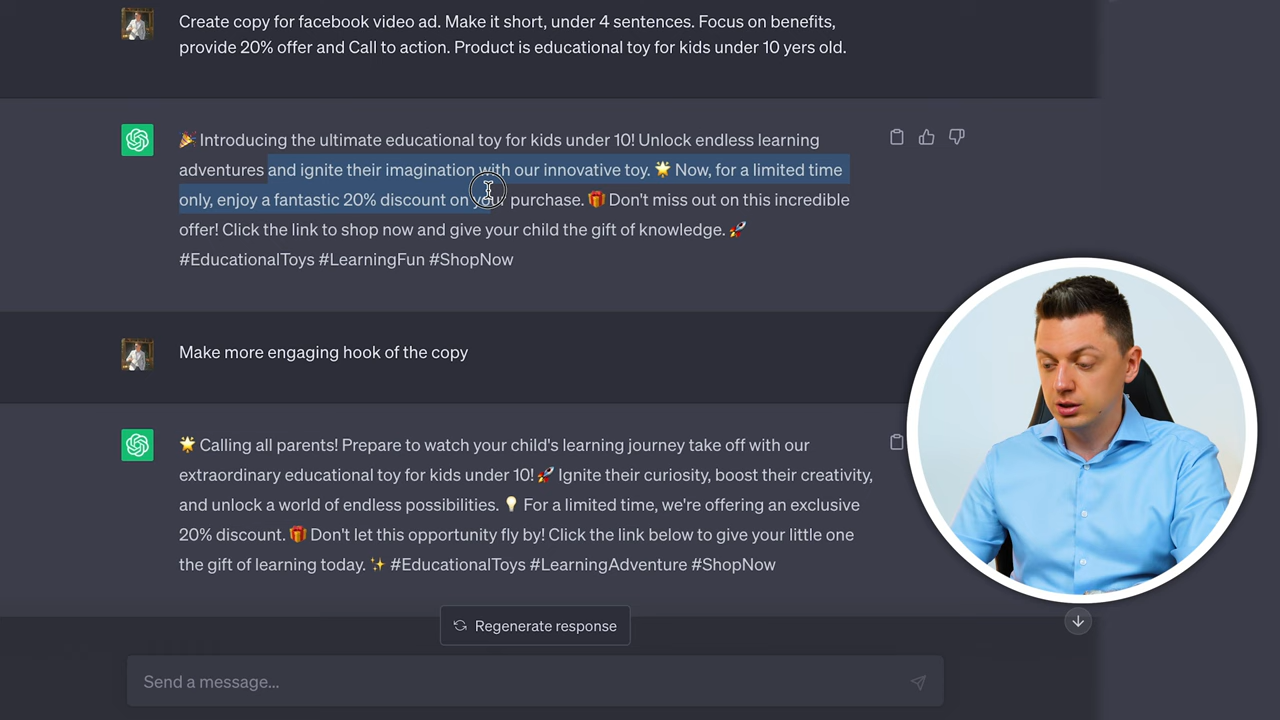 Create copy for facebook video ad. Make it short, under 4 sentences. Focus on benefits,
provide 20% offer and Call to action. Product is educational toy for kids under 10 yers old.
🎉 Introducing the ultimate educational toy for kids under 10! Unlock endless learning
adventures and ignite their imagination with our innovative toy. 🌟 Now, for a limited time
only, enjoy a fantastic 20% discount on your purchase. 🎁 Don't miss out on this incredible
offer! Click the link to shop now and give your child the gift of knowledge. 🚀
#EducationalToys #LearningFun #ShopNow
Make more engaging hook of the copy
🌟 Calling all parents! Prepare to watch your child's learning journey take off with our
extraordinary educational toy for kids under 10! 🚀 Ignite their curiosity, boost their creativity,
and unlock a world of endless possibilities. 💡 For a limited time, we're offering an exclusive
20% discount. 🎁 Don't let this opportunity fly by! Click the link below to give your little one
the gift of learning today. ✨ #EducationalToys #LearningAdventure #ShopNow
Regenerate response
Send a message...